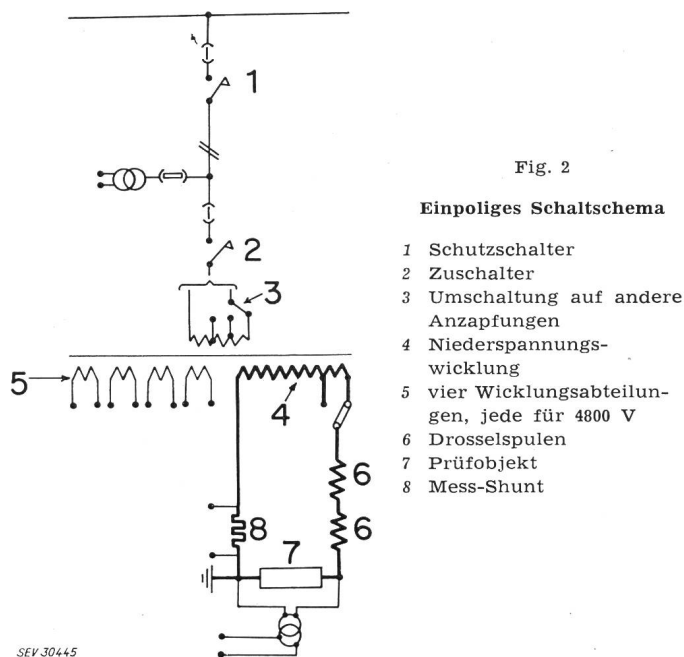 1
2
3
5
4
6
6
8
7
SEV 30445
Fig. 2
Einpoliges Schaltschema
1 Schutzschalter
2 Zuschalter
3 Umschaltung auf andere
Anzapfungen
4 Niederspannungs-
wicklung
5 vier Wicklungsabteilun-
gen, jede für 4800 V
6 Drosselspulen
7 Prüfobjekt
8 Mess-Shunt